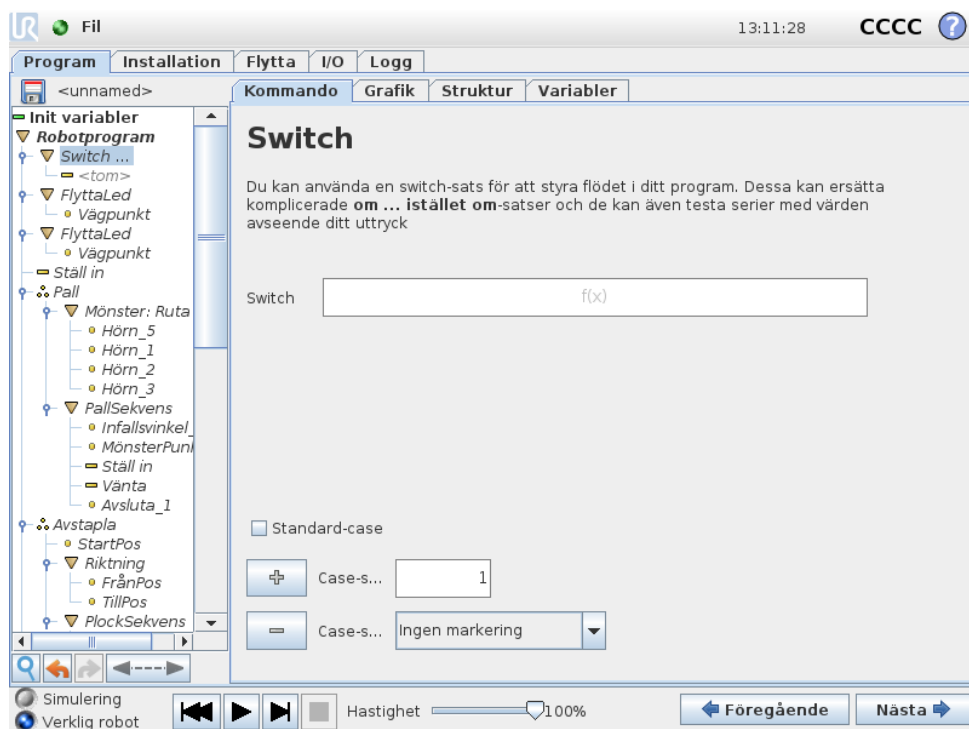 UR Fil 13:11:28 CCCC ?
Program Installation Flytta I/O Logg
<unnamed>
Kommando Grafik Struktur Variabler
Init variabler
Robotprogram
Switch ...
<tom>
FlyttaLed
Vägpunkt
FlyttaLed
Vägpunkt
Ställ in
Pall
Mönster: Ruta
Hörn_5
Hörn_1
Hörn_2
Hörn_3
PallSekvens
Infallsvinkel_
MönsterPun
Ställ in
Vänta
Avsluta_1
Avstapla
StartPos
Riktning
FrånPos
TillPos
PlockSekvens
Switch
Du kan använda en switch-sats för att styra flödet i ditt program. Dessa kan ersätta
komplicerade om ... istället om-satser och de kan även testa serier med värden
avseende ditt uttryck
Switch f(x)
Standard-case
Case-s... 1
Case-s... Ingen markering
Simulering
Verklig robot
Hastighet 100%
Föregående Nästa